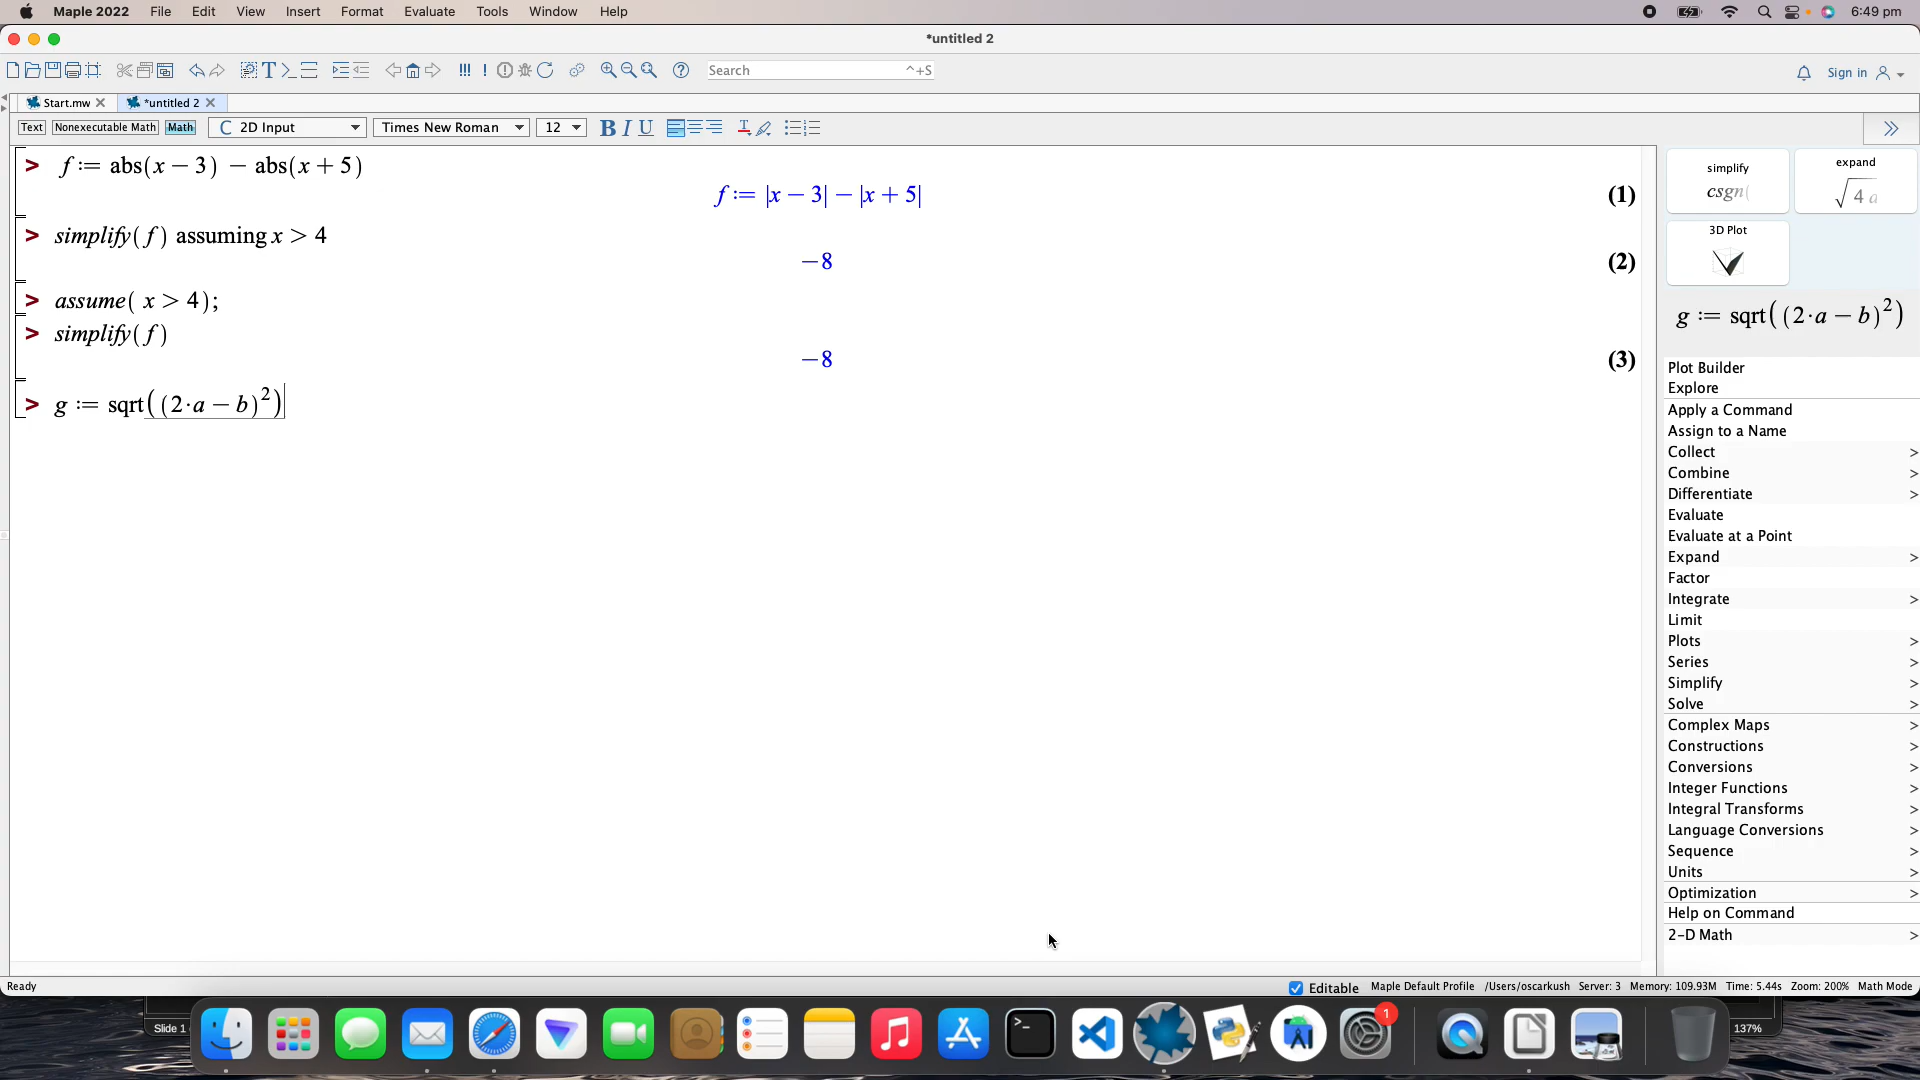 Maple 2022 File Edit View Insert Format Evaluate Tools Window Help 6:49 pm
*untitled 2
Search ^+S Sign in
Start.mw *untitled 2
Text Nonexecutable Math Math C 2D Input Times New Roman 12 B I U
> f := abs(x − 3) − abs(x + 5)
f := |x − 3| − |x + 5| (1)
> simplify(f) assuming x > 4
−8 (2)
> assume( x > 4);
> simplify(f)
−8 (3)
> g := sqrt((2·a − b)²)
simplify
csgn(
expand
√4 a
3D Plot
g := sqrt((2·a − b)²)
Plot Builder
Explore
Apply a Command
Assign to a Name
Collect >
Combine >
Differentiate >
Evaluate
Evaluate at a Point
Expand >
Factor
Integrate >
Limit
Plots >
Series >
Simplify >
Solve >
Complex Maps >
Constructions >
Conversions >
Integer Functions >
Integral Transforms >
Language Conversions >
Sequence >
Units >
Optimization >
Help on Command
2-D Math >
Ready Editable Maple Default Profile /Users/oscarkush Server: 3 Memory: 109.93M Time: 5.44s Zoom: 200% Math Mode
Slide 1 1 137%